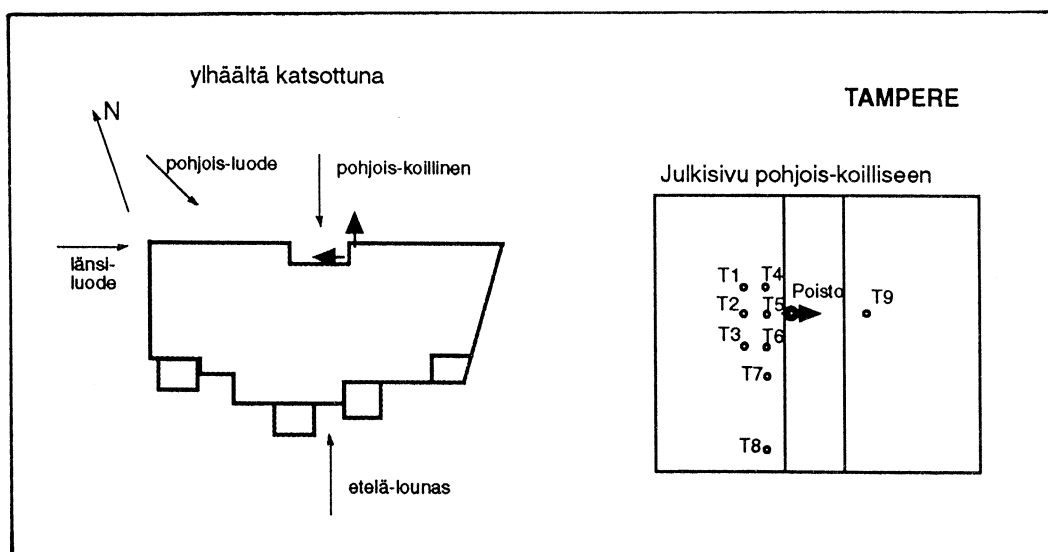 ylhäältä katsottuna
TAMPERE
N
pohjois-luode
pohjois-koillinen
länsi-
luode
etelä-lounas
Julkisivu pohjois-koilliseen
T1 T4
T2 T5 Poisto T9
T3 T6
T7
T8